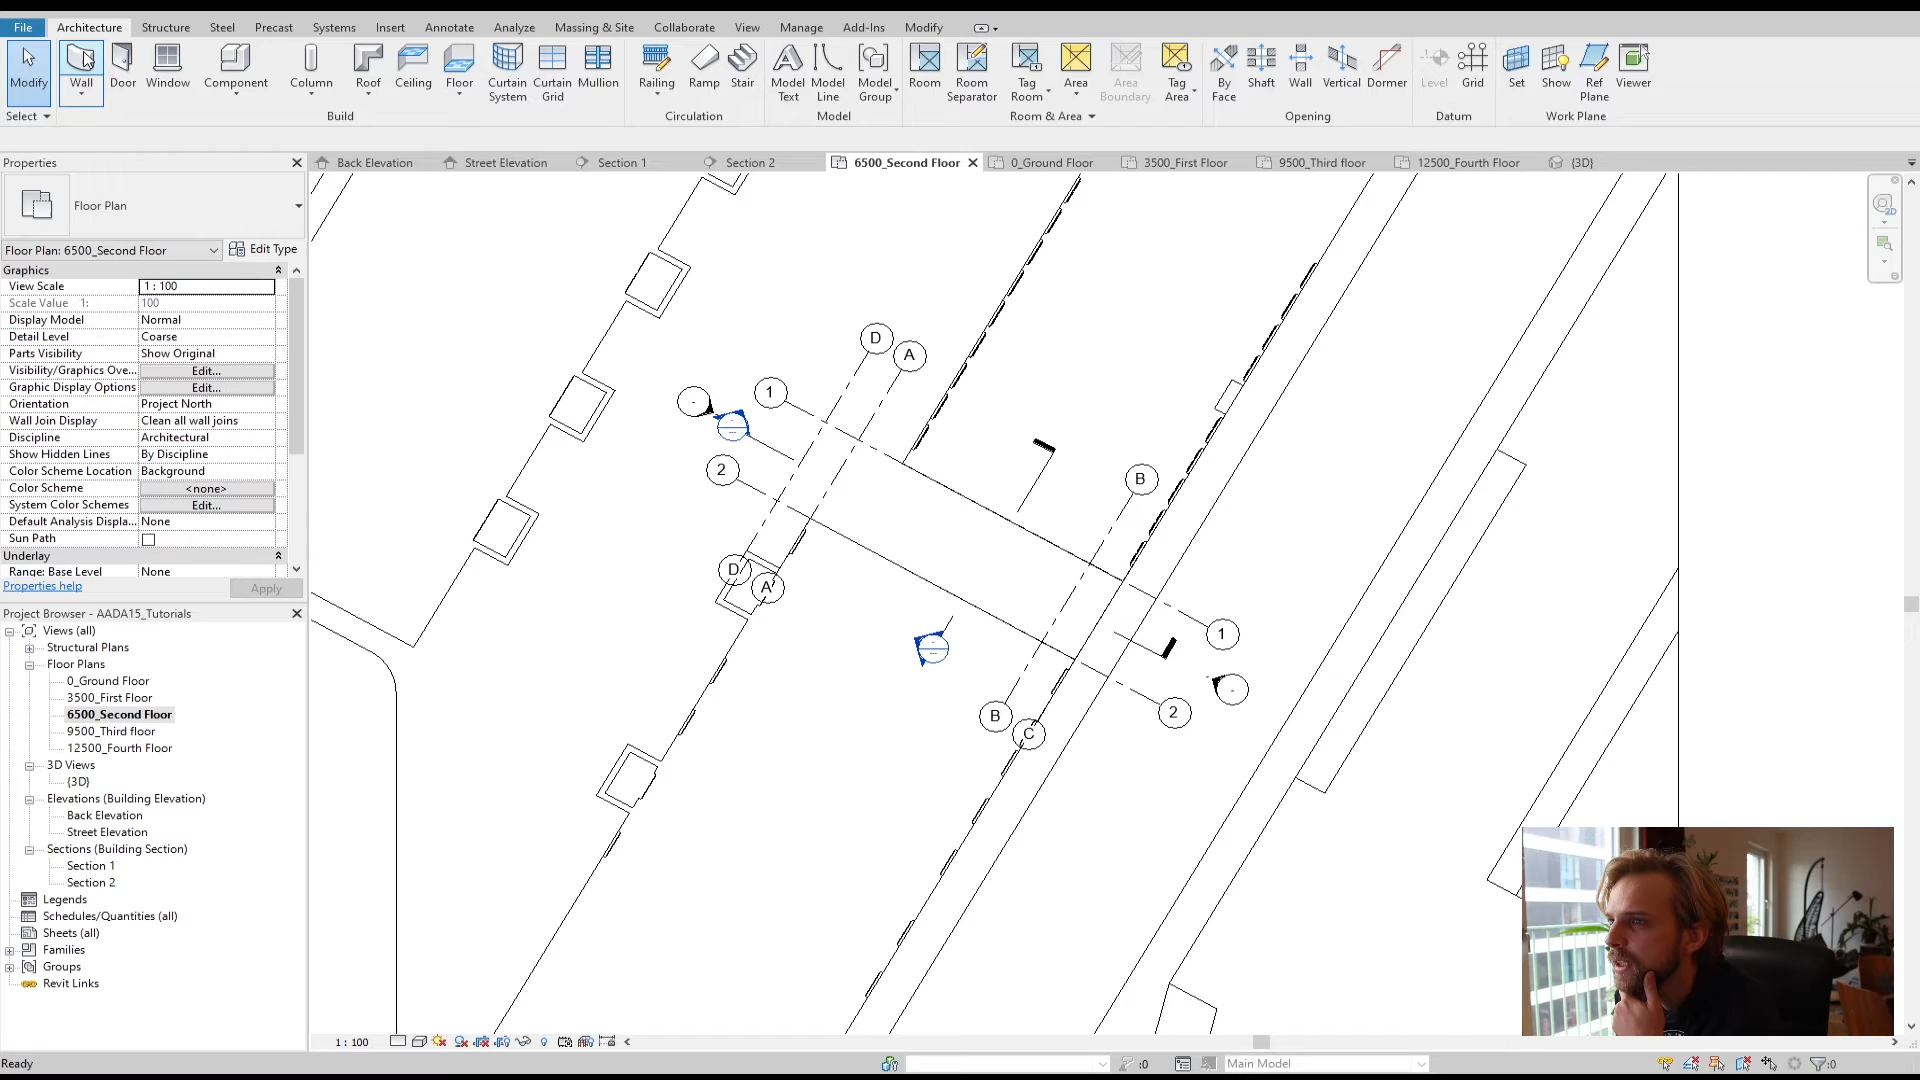 File Architecture Structure Steel Precast Systems Insert Annotate Analyze Massing & Site Collaborate View Manage Add-Ins Modify
Modify Wall Door Window Component Column Roof Ceiling Floor Curtain System Curtain Grid Mullion Railing Ramp Stair Model Text Model Line Model Group Room Room Separator Tag Room Area Area Boundary Tag Area By Face Shaft Wall Vertical Dormer Level Grid Set Show Ref Plane Viewer
Select Build Circulation Model Room & Area Opening Datum Work Plane
Properties
Back Elevation Street Elevation Section 1 Section 2 6500_Second Floor 0_Ground Floor 3500_First Floor 9500_Third floor 12500_Fourth Floor {3D}
Floor Plan
Floor Plan: 6500_Second Floor Edit Type
Graphics
View Scale 1 : 100
Scale Value 1: 100
Display Model Normal
Detail Level Coarse
Parts Visibility Show Original
Visibility/Graphics Ove... Edit...
Graphic Display Options Edit...
Orientation Project North
Wall Join Display Clean all wall joins
Discipline Architectural
Show Hidden Lines By Discipline
Color Scheme Location Background
Color Scheme <none>
System Color Schemes Edit...
Default Analysis Displa... None
Sun Path
Underlay
Range: Base Level None
Properties help Apply
Project Browser - AADA15_Tutorials
Views (all)
Structural Plans
Floor Plans
0_Ground Floor
3500_First Floor
6500_Second Floor
9500_Third floor
12500_Fourth Floor
3D Views
{3D}
Elevations (Building Elevation)
Back Elevation
Street Elevation
Sections (Building Section)
Section 1
Section 2
Legends
Schedules/Quantities (all)
Sheets (all)
Families
Groups
Revit Links
D
A
1
2
B
D
A
1
B
2
C
2D
1 : 100
Ready
:0
Main Model
:0